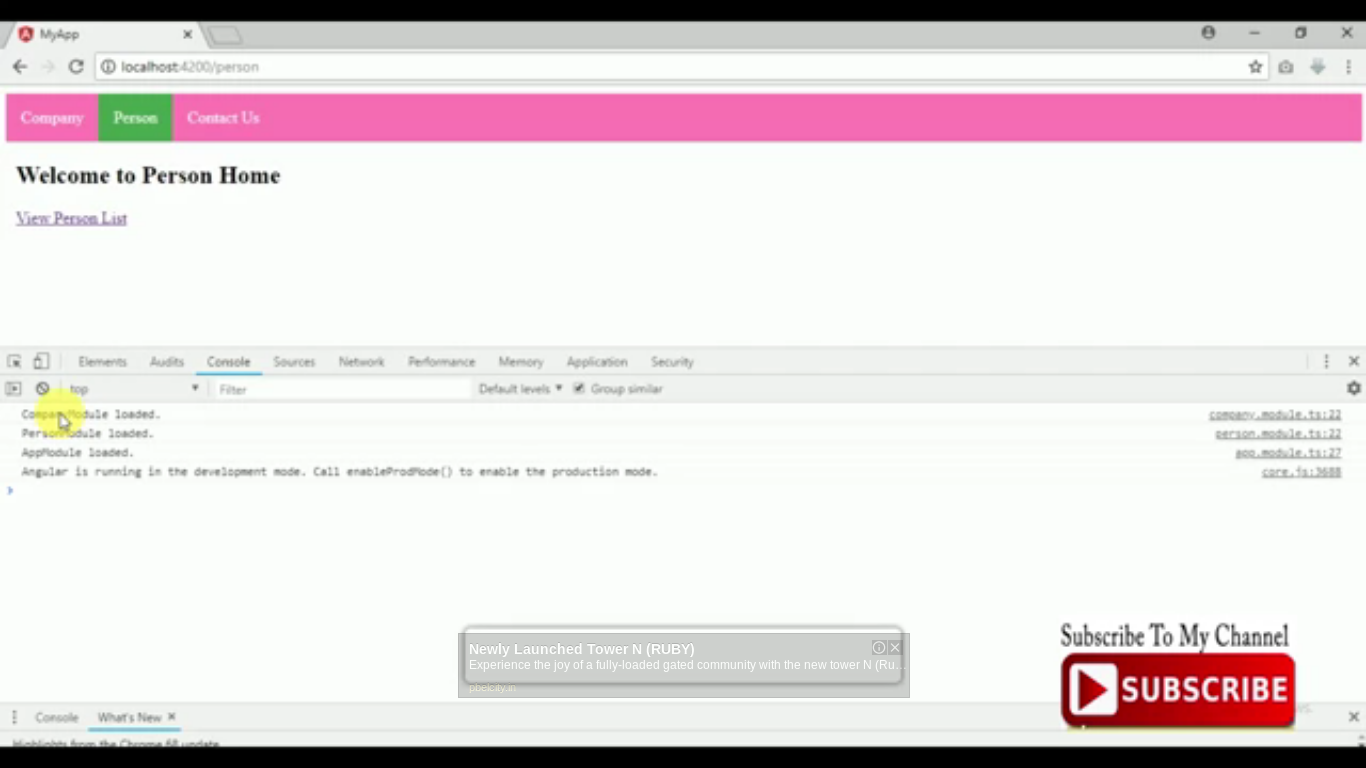 MyApp
localhost:4200/person
Company Person Contact Us
Welcome to Person Home
View Person List
Elements Audits Console Sources Network Performance Memory Application Security
top Filter Default levels Group similar
CompanyModule loaded. company.module.ts:22
PersonModule loaded. person.module.ts:22
AppModule loaded. app.module.ts:27
Angular is running in the development mode. Call enableProdMode() to enable the production mode. core.js:3688
Newly Launched Tower N (RUBY)
Experience the joy of a fully-loaded gated community with the new tower N (Ru...
pbelcity.in
Subscribe To My Channel
SUBSCRIBE
Console What's New
Highlights from the Chrome 68 update